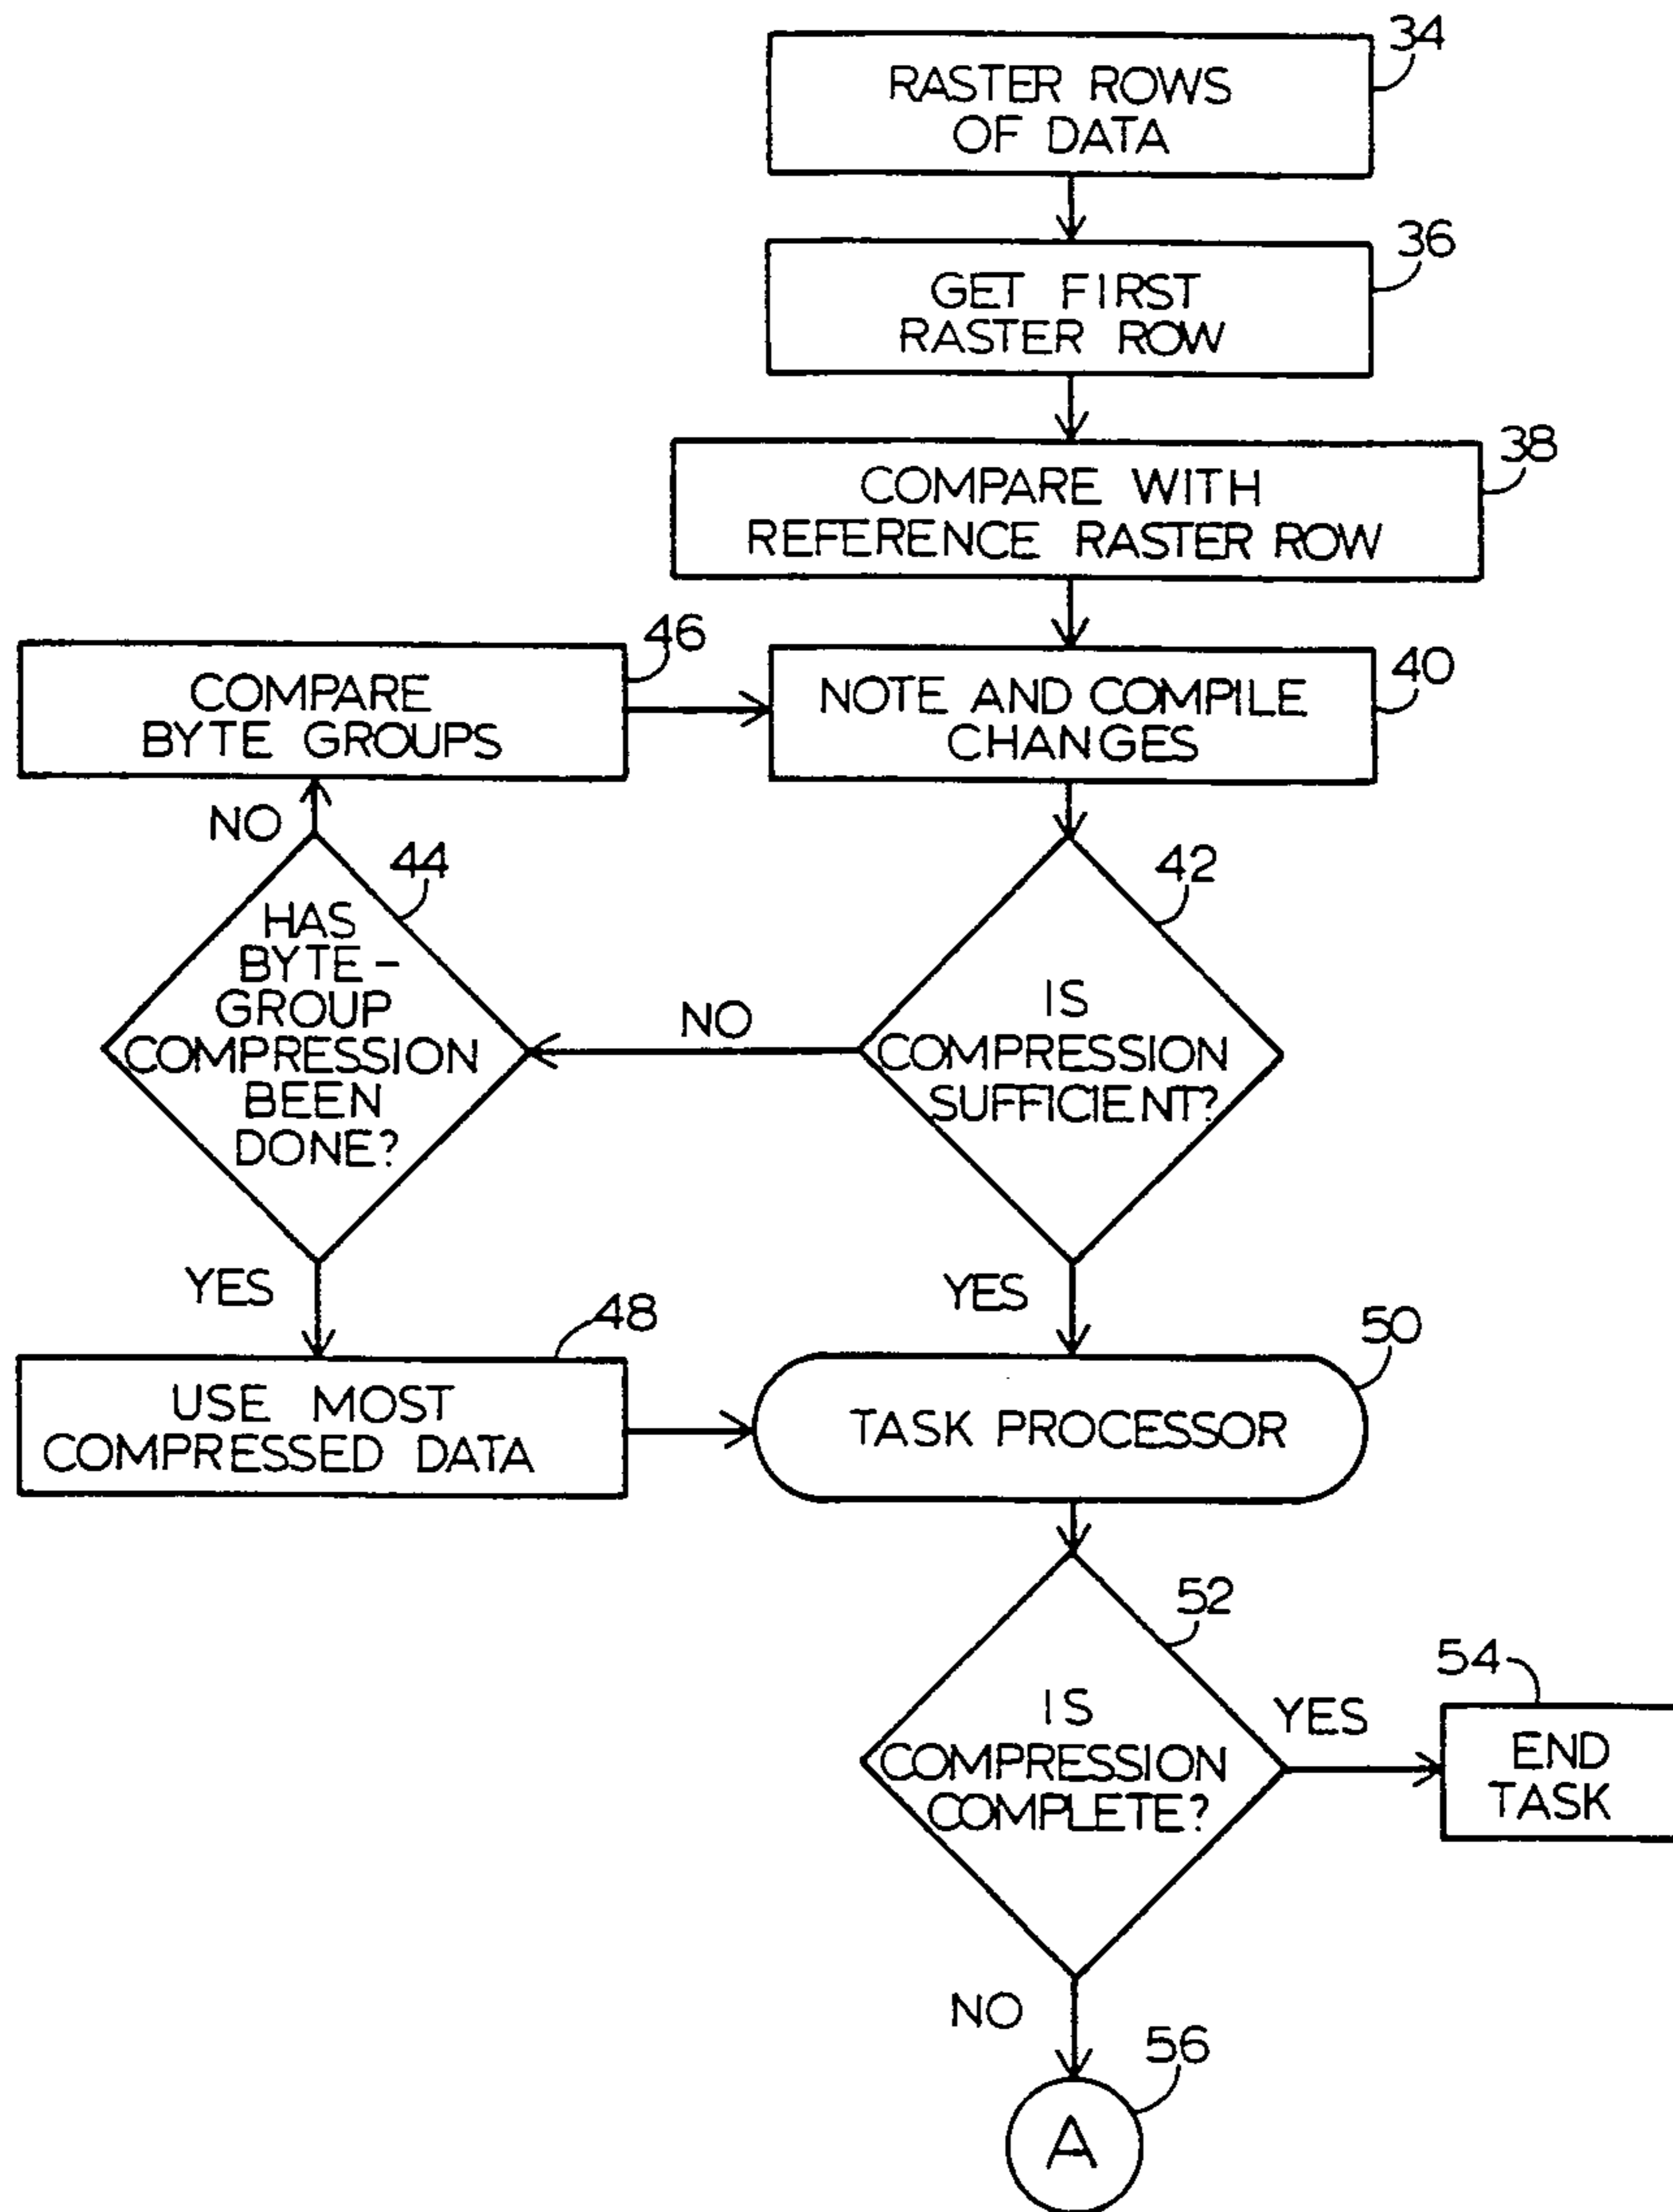 34
RASTER ROWS
OF DATA
36
GET FIRST
RASTER ROW
38
COMPARE WITH
REFERENCE RASTER ROW
46
COMPARE
BYTE GROUPS
40
NOTE AND COMPILE
CHANGES
NO
44
HAS
BYTE-
GROUP
COMPRESSION
BEEN
DONE?
NO
42
IS
COMPRESSION
SUFFICIENT?
YES
YES
48
USE MOST
COMPRESSED DATA
50
TASK PROCESSOR
52
IS
COMPRESSION
COMPLETE?
YES
54
END
TASK
NO
56
A